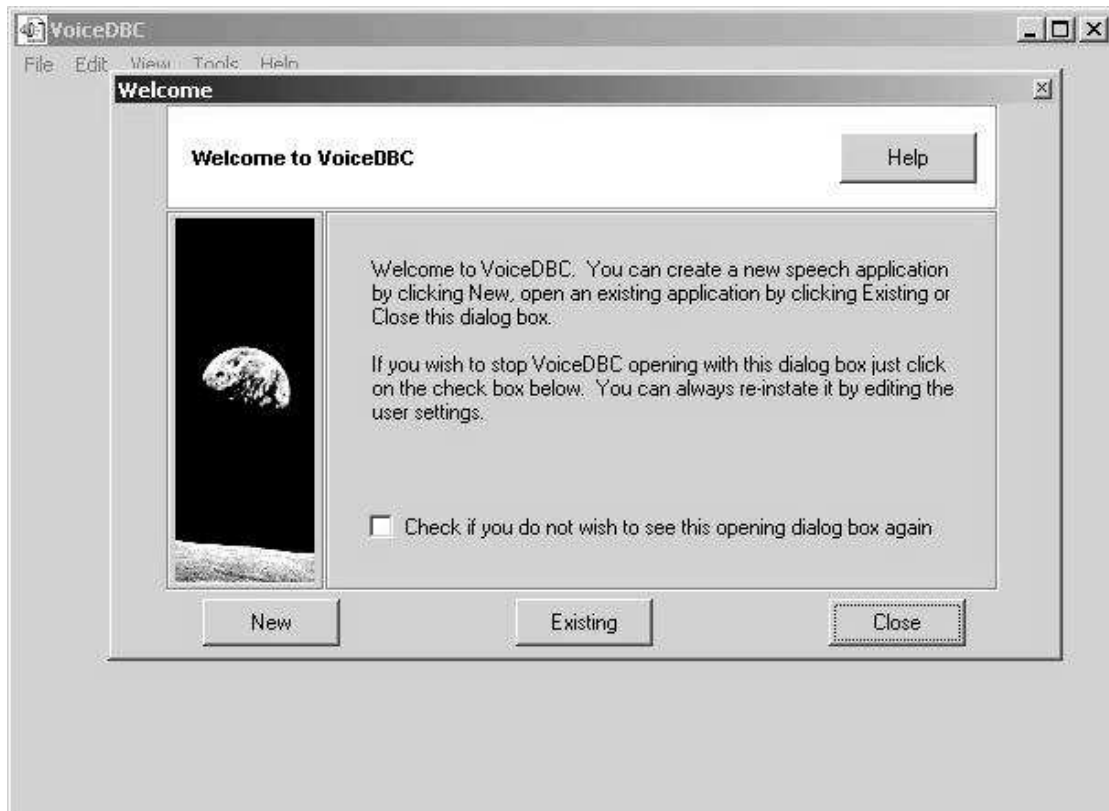 VoiceDBC
File Edit View Tools Help
Welcome
Welcome to VoiceDBC
Help
Welcome to VoiceDBC. You can create a new speech application
by clicking New, open an existing application by clicking Existing or
Close this dialog box.
If you wish to stop VoiceDBC opening with this dialog box just click
on the check box below. You can always re-instate it by editing the
user settings.
Check if you do not wish to see this opening dialog box again
New
Existing
Close